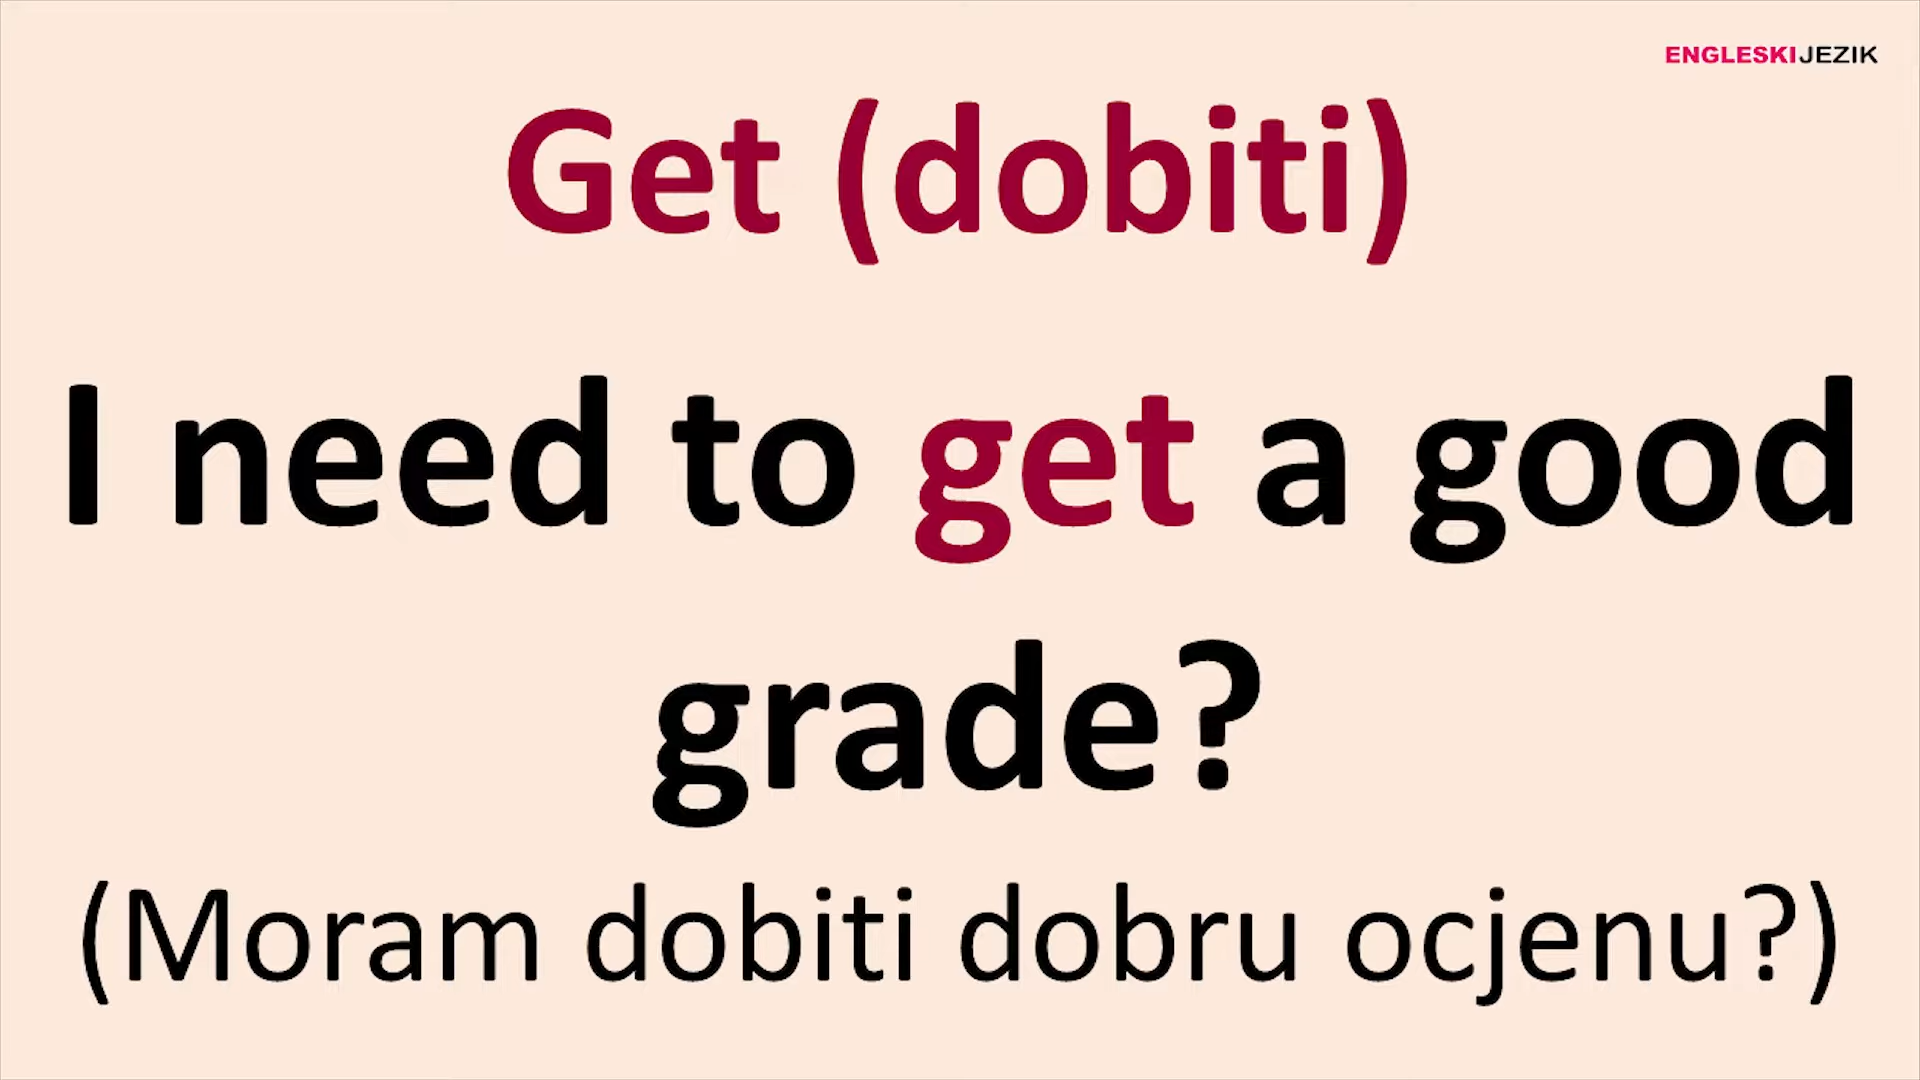 ENGLESKIJEZIK
Get (dobiti)
I need to get a good
grade?
(Moram dobiti dobru ocjenu?)